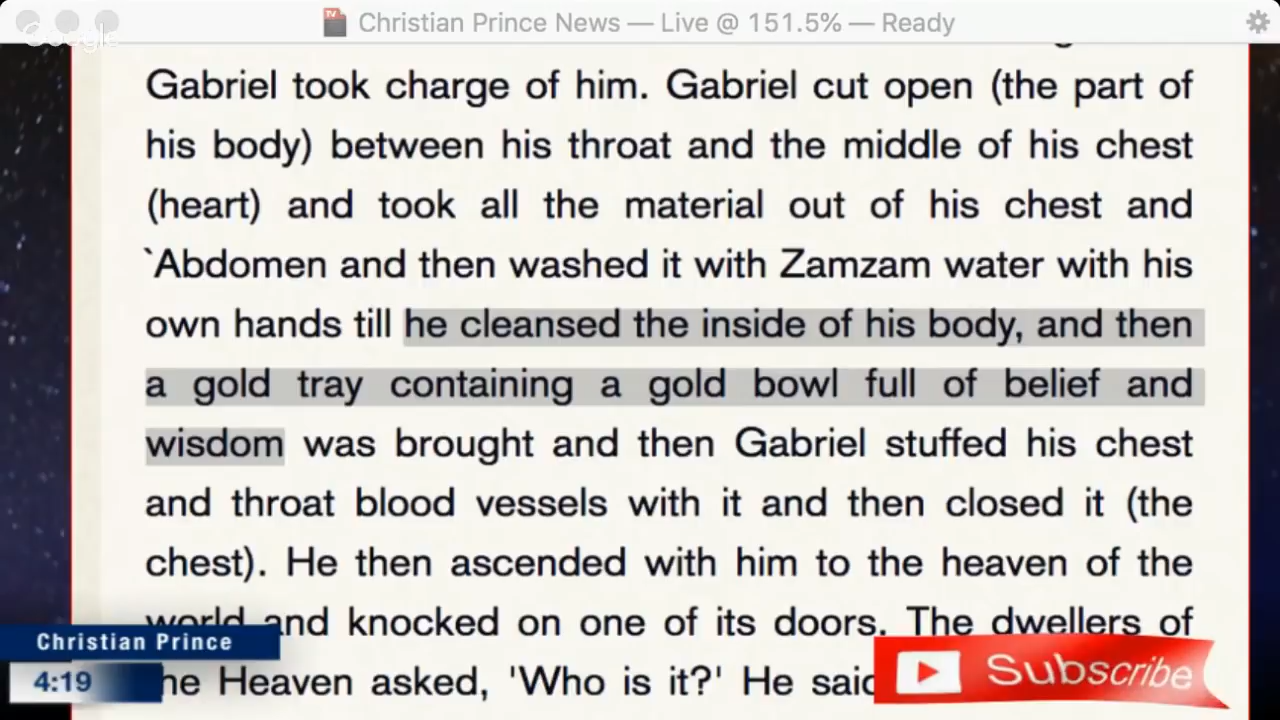 Christian Prince News — Live @ 151.5% — Ready
Google
Gabriel took charge of him. Gabriel cut open (the part of
his body) between his throat and the middle of his chest
(heart) and took all the material out of his chest and
`Abdomen and then washed it with Zamzam water with his
own hands till he cleansed the inside of his body, and then
a gold tray containing a gold bowl full of belief and
wisdom was brought and then Gabriel stuffed his chest
and throat blood vessels with it and then closed it (the
chest). He then ascended with him to the heaven of the
world and knocked on one of its doors. The dwellers of
he Heaven asked, 'Who is it?' He said
Christian Prince
4:19
Subscribe